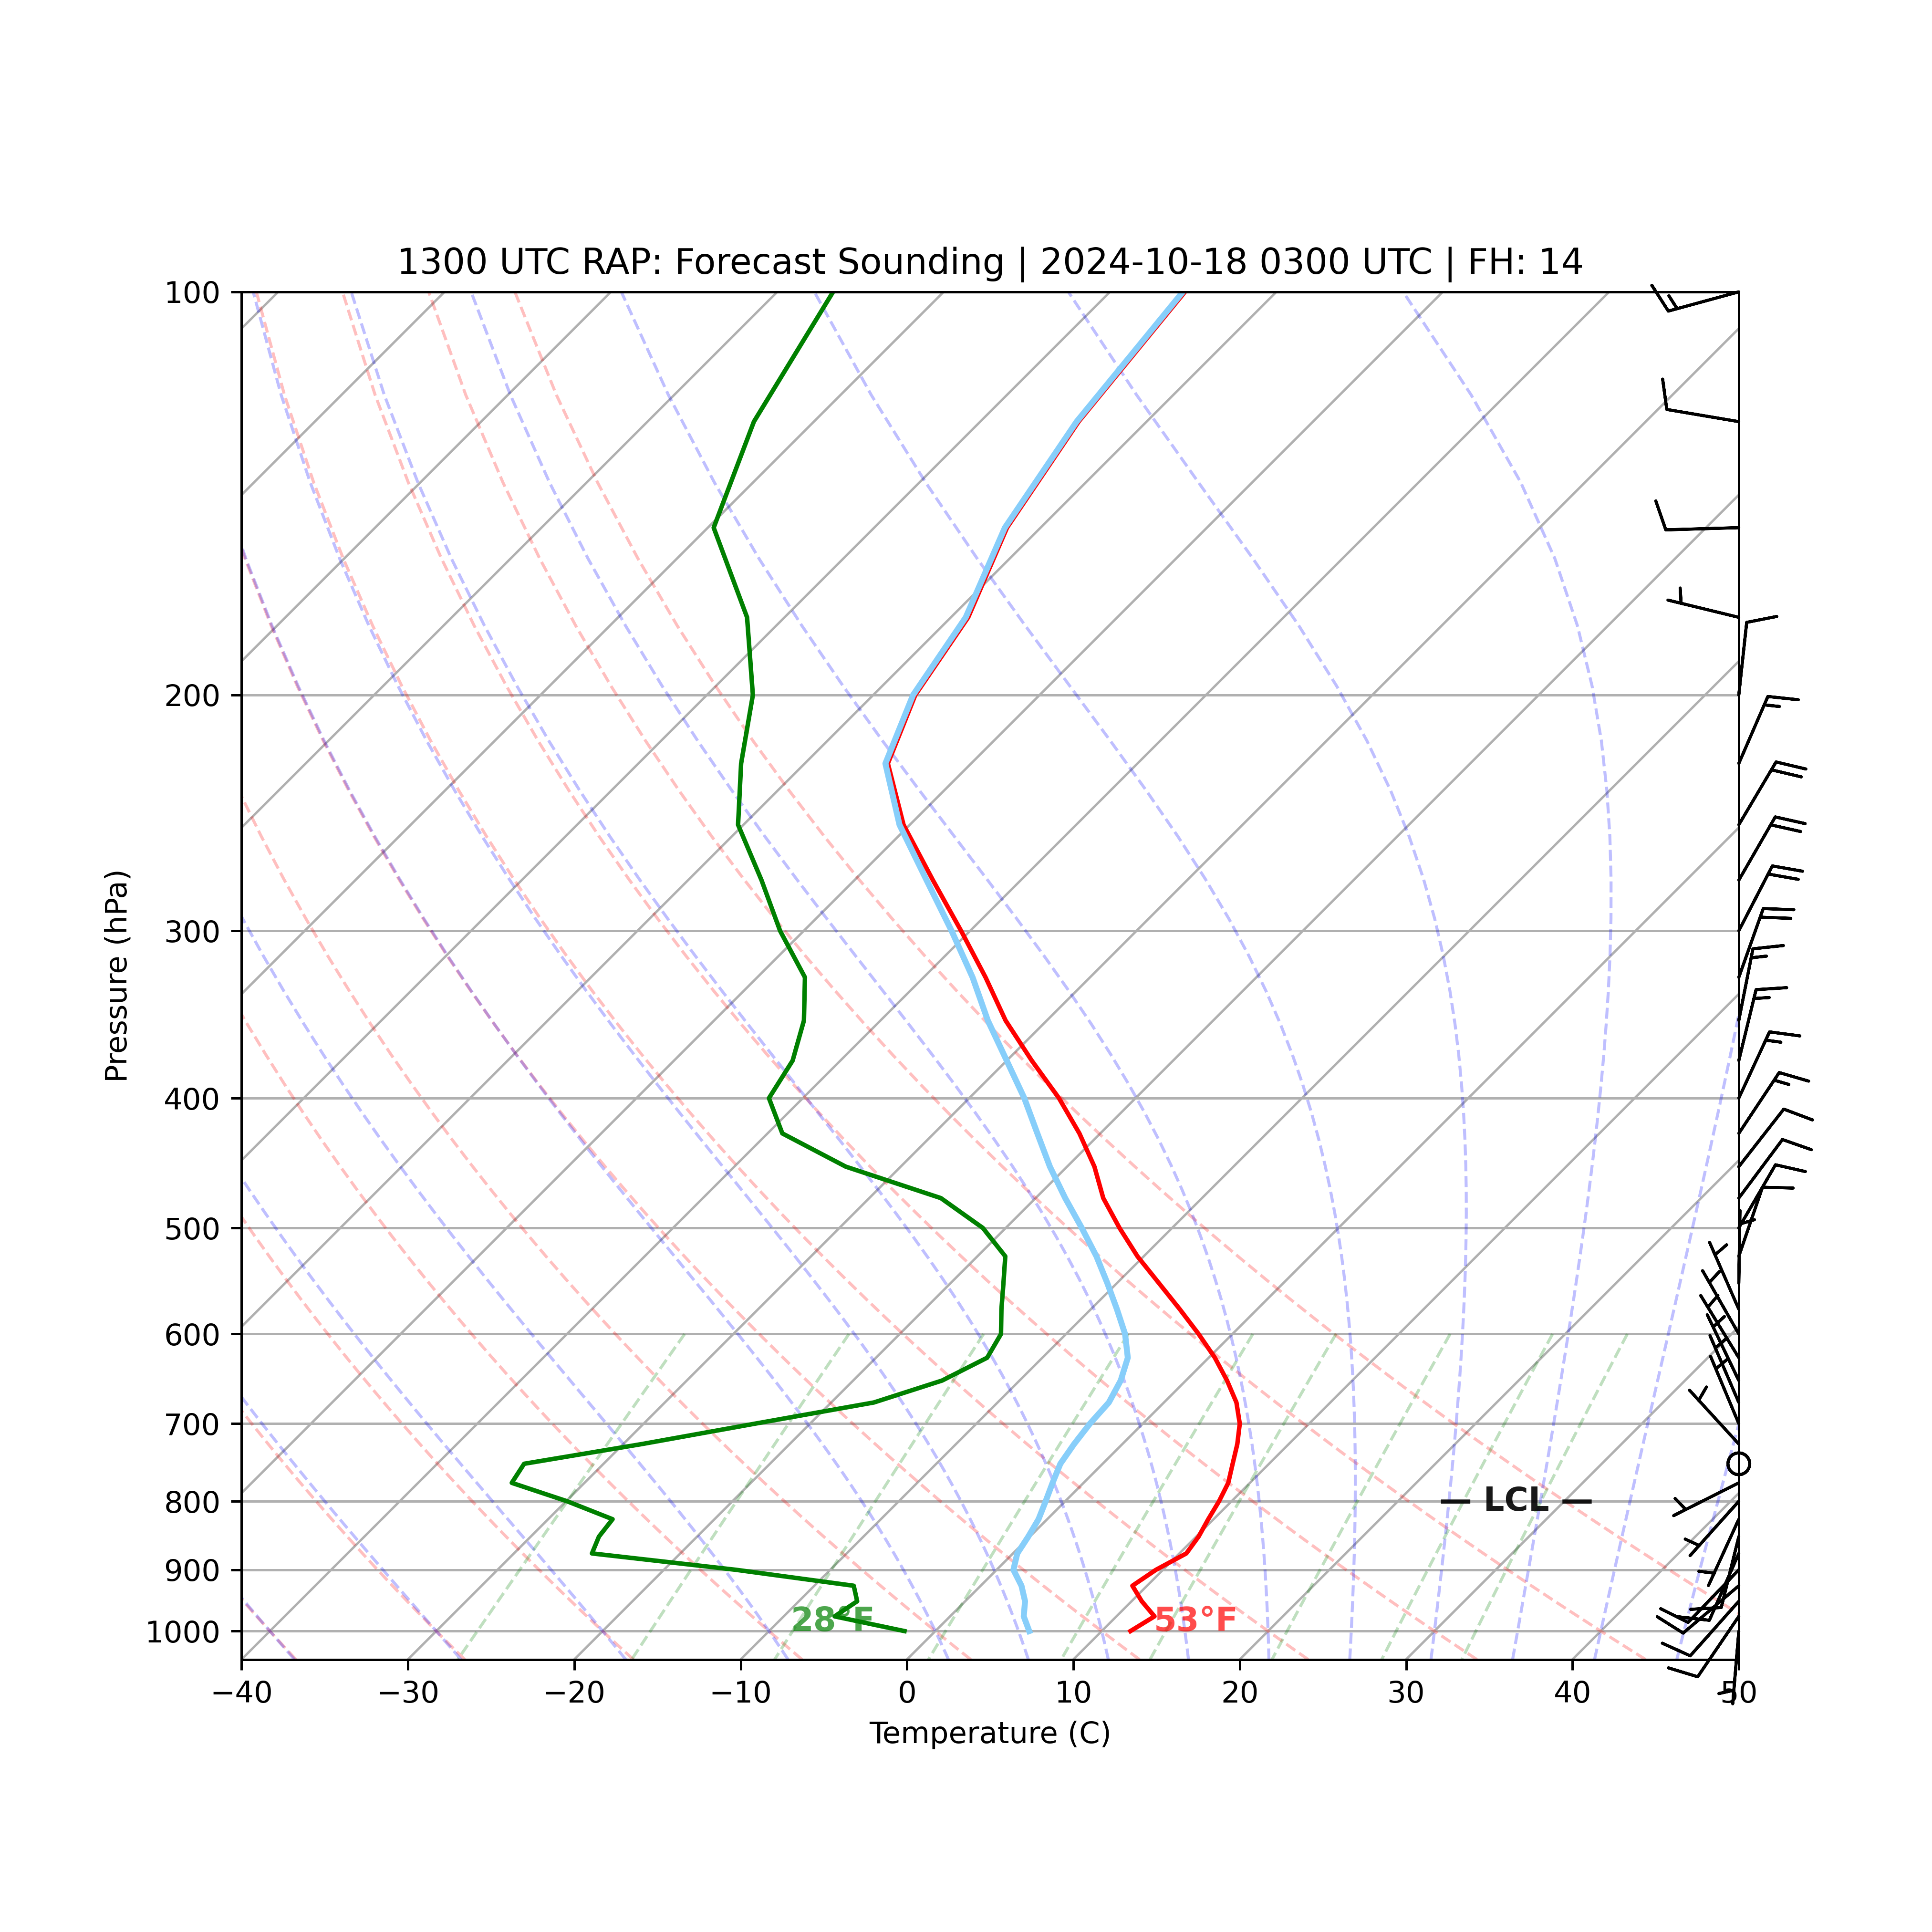 1300 UTC RAP: Forecast Sounding | 2024-10-18 0300 UTC | FH: 14
100
200
300
400
500
600
700
800
900
1000
Pressure (hPa)
LCL
28°F
53°F
−40 −30 −20 −10 0 10 20 30 40 50
Temperature (C)